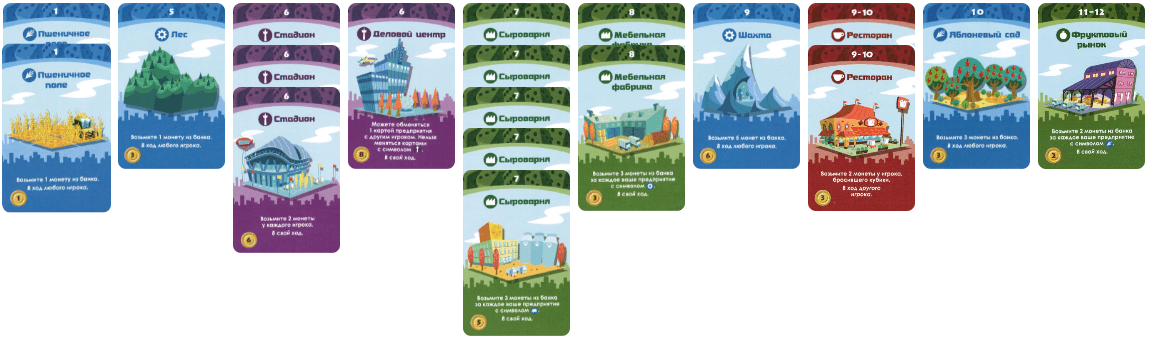 1
Пшеничное
1
Пшеничное
поле
Возьмите 1 монету из банка.
В ход любого игрока.
1
5
Лес
Возьмите 1 монету из банка.
В ход любого игрока.
3
6
Стадион
6
Стадион
6
Стадион
Возьмите 2 монеты
у каждого игрока.
В свой ход.
6
6
Деловой центр
Можете обменяться
1 картой предприятия
с другим игроком. Нельзя
меняться картами
с символом .
В свой ход.
8
7
Сыроварня
7
Сыроварня
7
Сыроварня
7
Сыроварня
7
Сыроварня
Возьмите 3 монеты из банка
за каждое ваше предприятие
с символом .
В свой ход.
5
8
Мебельная
фабрика
8
Мебельная
фабрика
Возьмите 3 монеты из банка
за каждое ваше предприятие
с символом .
В свой ход.
3
9
Шахта
Возьмите 5 монет из банка.
В ход любого игрока.
6
9-10
Ресторан
9-10
Ресторан
Возьмите 2 монеты у игрока,
бросившего кубики.
В ход другого
игрока.
3
10
Яблоневый сад
Возьмите 3 монеты из банка.
В ход любого игрока.
3
11-12
Фруктовый
рынок
Возьмите 2 монеты из банка
за каждое ваше предприятие
с символом .
В свой ход.
2